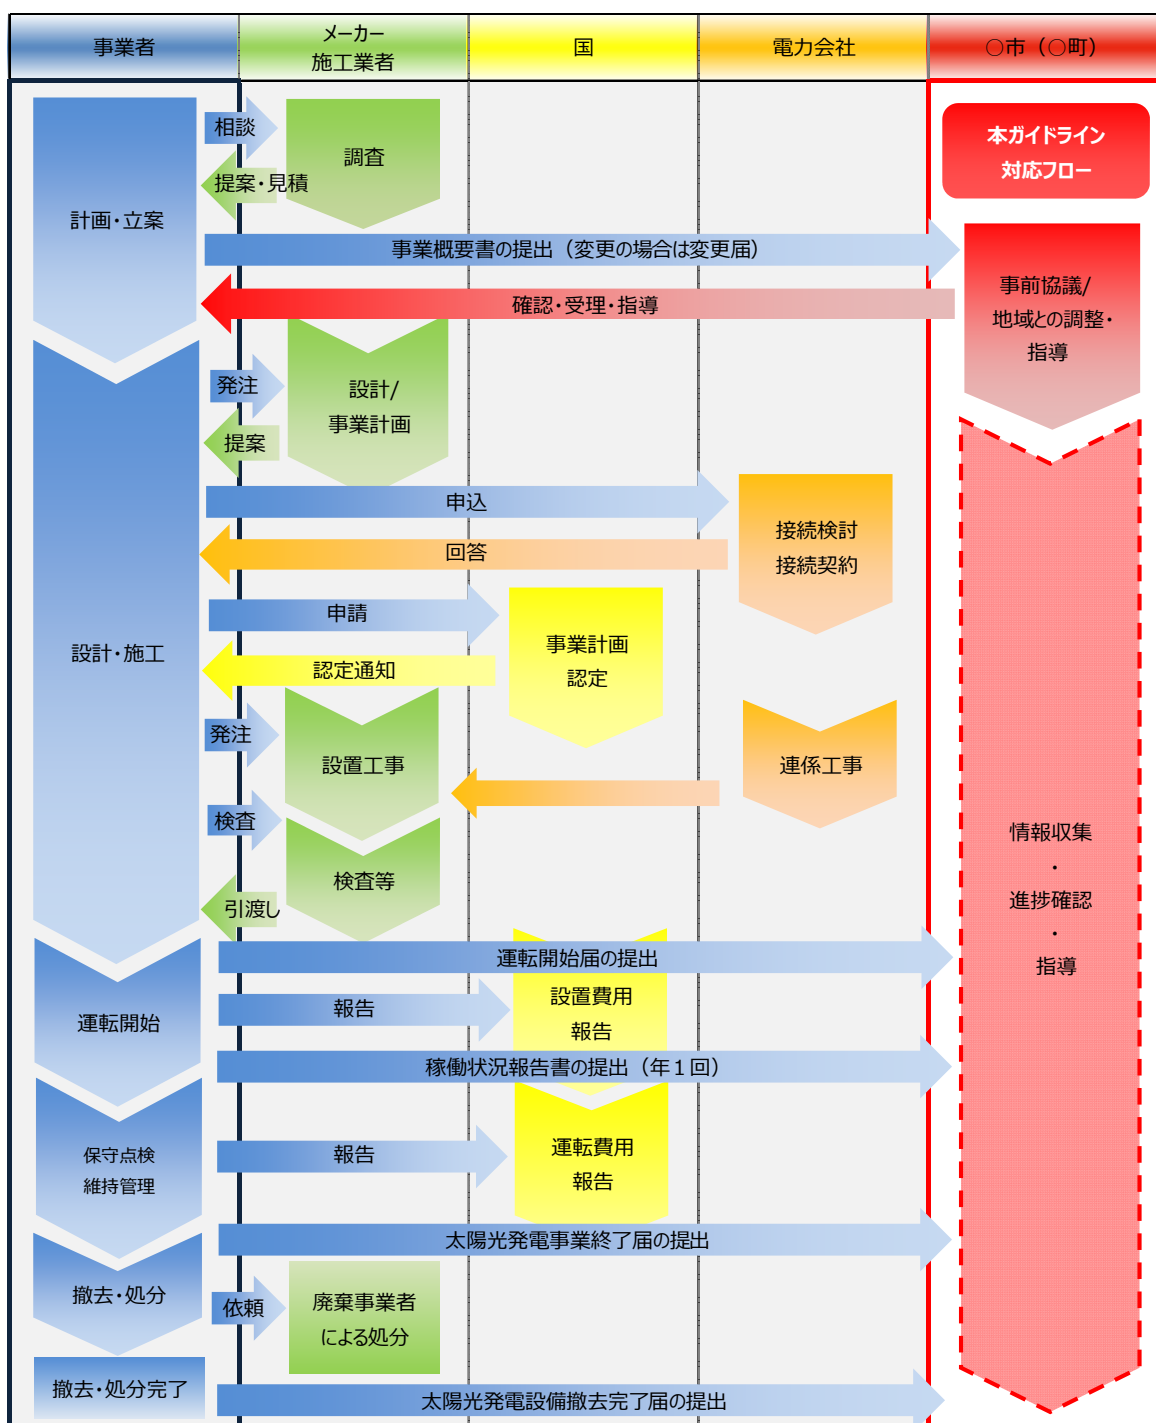 事業者
メーカー
施工業者
国
電力会社
○市（○町）
相談
調査
本ガイドライン
対応フロー
提案・見積
計画・立案
事業概要書の提出（変更の場合は変更届）
事前協議/
地域との調整・
指導
確認・受理・指導
発注
設計/
事業計画
提案
申込
接続検討
接続契約
回答
申請
事業計画
認定
設計・施工
認定通知
発注
設置工事
連係工事
検査
情報収集
・
進捗確認
・
指導
検査等
引渡し
運転開始届の提出
設置費用
報告
報告
運転開始
稼働状況報告書の提出（年１回）
保守点検
維持管理
報告
運転費用
報告
太陽光発電事業終了届の提出
撤去・処分
依頼
廃棄事業者
による処分
撤去・処分完了
太陽光発電設備撤去完了届の提出